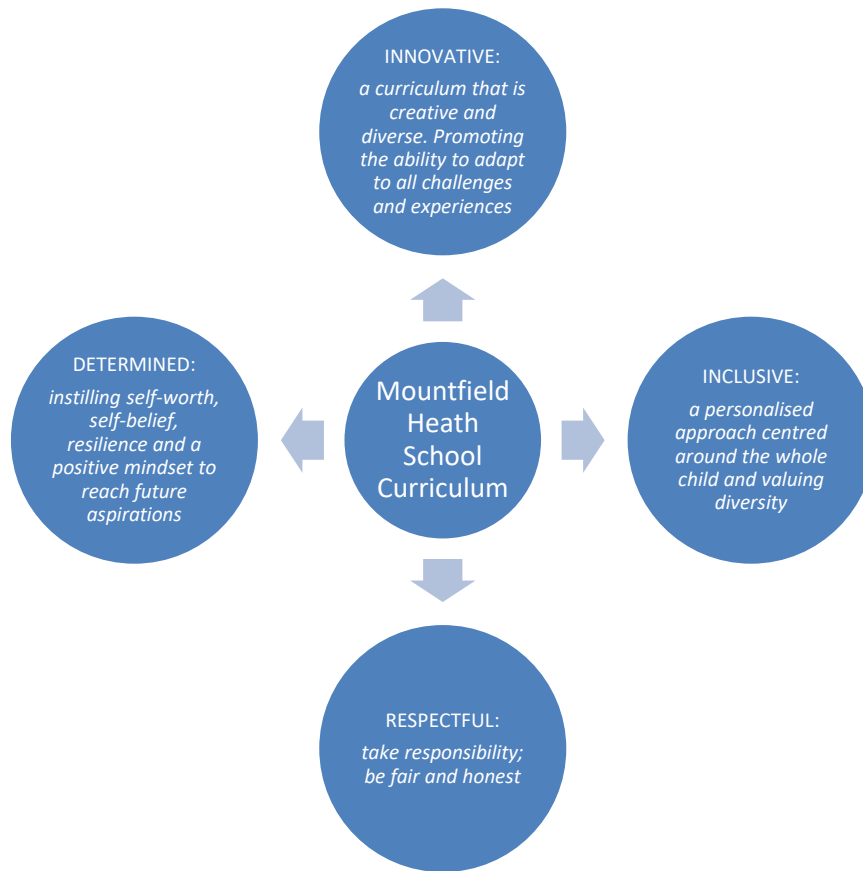 INNOVATIVE:
a curriculum that is
creative and
diverse. Promoting
the ability to adapt
to all challenges
and experiences
DETERMINED:
instilling self-worth,
self-belief,
resilience and a
positive mindset to
reach future
aspirations
Mountfield
Heath
School
Curriculum
INCLUSIVE:
a personalised
approach centred
around the whole
child and valuing
diversity
RESPECTFUL:
take responsibility;
be fair and honest